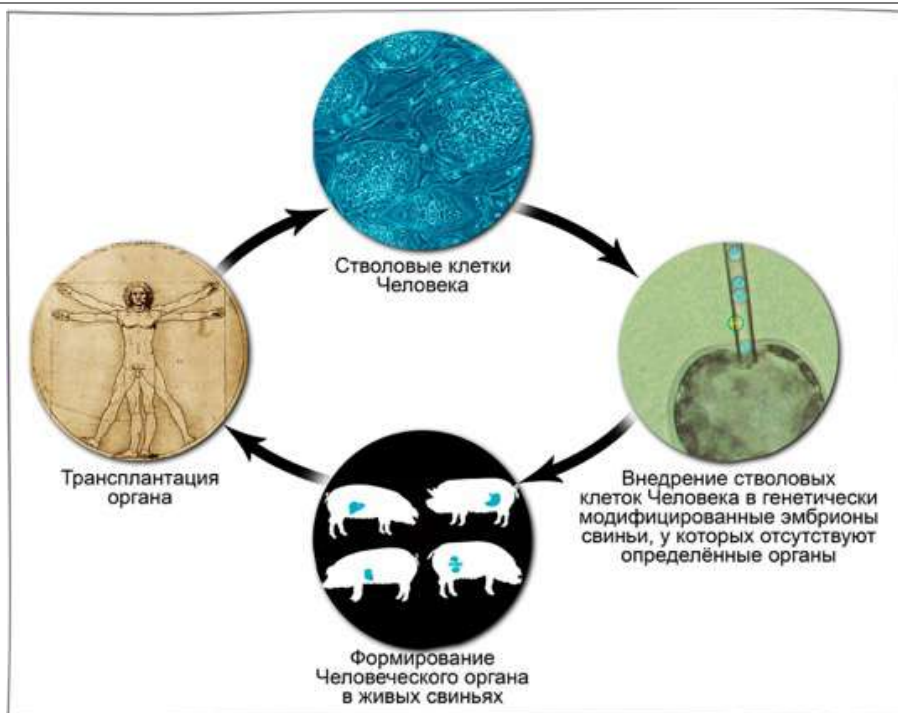 Стволовые клетки
Человека
Внедрение стволовых
клеток Человека в генетически
модифицированные эмбрионы
свиньи, у которых отсутствуют
определённые органы
Формирование
Человеческого органа
в живых свиньях
Трансплантация
органа